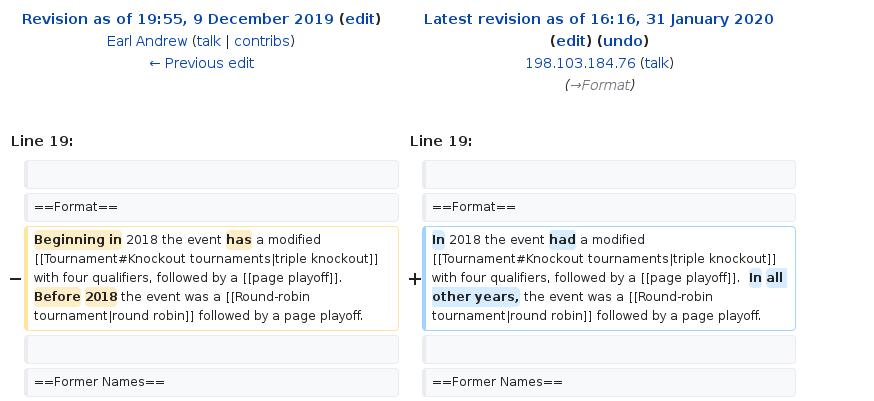 Revision as of 19:55, 9 December 2019 (edit)
Earl Andrew (talk | contribs)
← Previous edit
Latest revision as of 16:16, 31 January 2020
(edit) (undo)
198.103.184.76 (talk)
(→Format)
Line 19:
Line 19:
==Format==
==Format==
− Beginning in 2018 the event has a modified
[[Tournament#Knockout tournaments|triple knockout]]
with four qualifiers, followed by a [[page playoff]].
Before 2018 the event was a [[Round-robin
tournament|round robin]] followed by a page playoff.
+ In 2018 the event had a modified
[[Tournament#Knockout tournaments|triple knockout]]
with four qualifiers, followed by a [[page playoff]]. In all
other years, the event was a [[Round-robin
tournament|round robin]] followed by a page playoff.
==Former Names==
==Former Names==